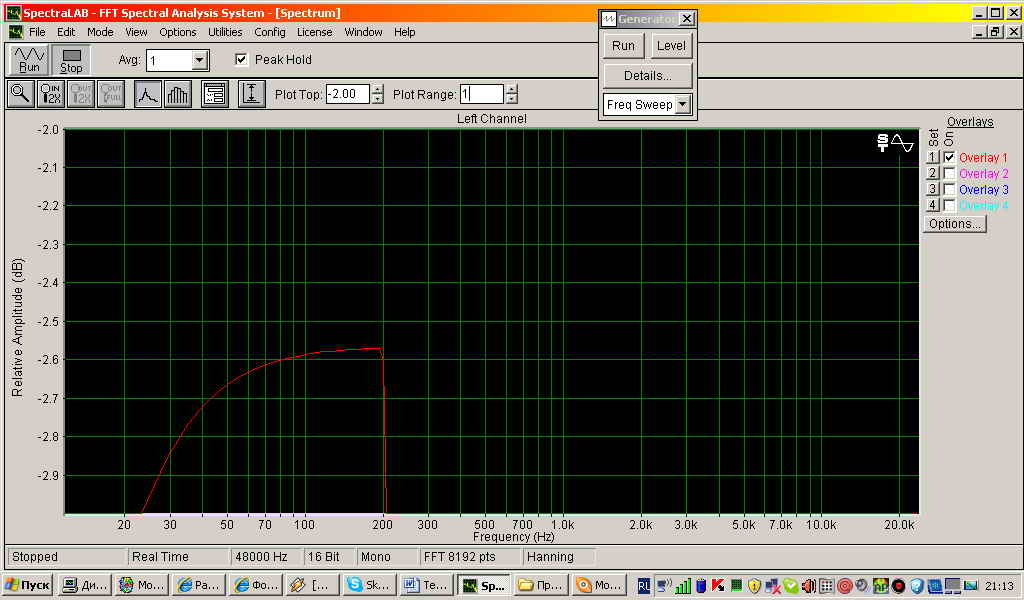 SpectraLAB - FFT Spectral Analysis System - [Spectrum]
File Edit Mode View Options Utilities Config License Window Help
Generator
Run Level
Details...
Freq Sweep
Run Stop Avg: 1 Peak Hold
IN 2X OUT 2X OUT FULL Plot Top: -2.00 Plot Range: 1
Left Channel
Overlays
Set On
1 Overlay 1
2 Overlay 2
3 Overlay 3
4 Overlay 4
Options...
S T
Relative Amplitude (dB)
-2.0
-2.1
-2.2
-2.3
-2.4
-2.5
-2.6
-2.7
-2.8
-2.9
20 30 50 70 100 200 300 500 700 1.0k 2.0k 3.0k 5.0k 7.0k 10.0k 20.0k
Frequency (Hz)
Stopped Real Time 48000 Hz 16 Bit Mono FFT 8192 pts Hanning
Пуск Ди... Мо... Ра... Фо... [... Sk... Те... Sp... Пр... Мо... RU 21:13